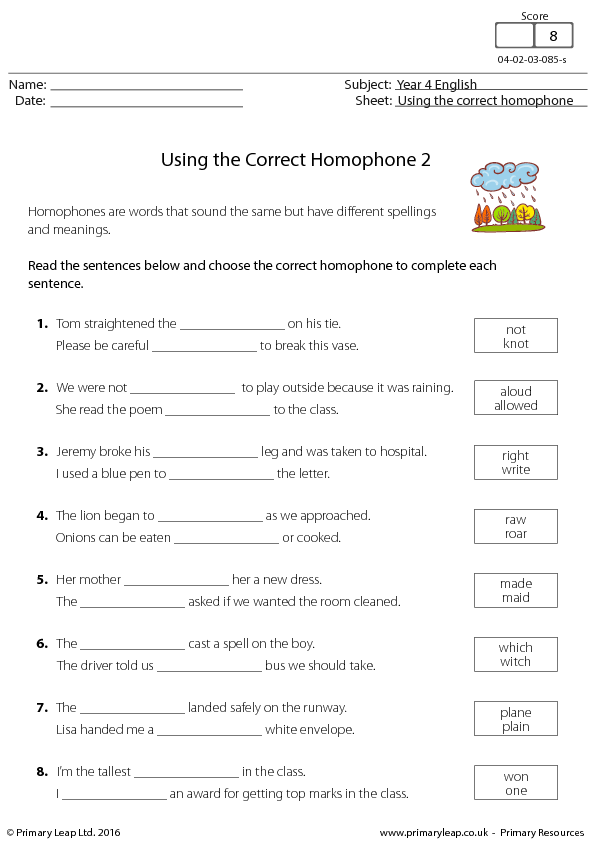 Score
8
04-02-03-085-s
Name: Subject: Year 4 English
Date: Sheet: Using the correct homophone
Using the Correct Homophone 2
Homophones are words that sound the same but have different spellings
and meanings.
Read the sentences below and choose the correct homophone to complete each
sentence.
1. Tom straightened the ________________ on his tie.
Please be careful ________________ to break this vase.
not
knot
2. We were not ________________ to play outside because it was raining.
She read the poem ________________ to the class.
aloud
allowed
3. Jeremy broke his ________________ leg and was taken to hospital.
I used a blue pen to ________________ the letter.
right
write
4. The lion began to ________________ as we approached.
Onions can be eaten ________________ or cooked.
raw
roar
5. Her mother ________________ her a new dress.
The ________________ asked if we wanted the room cleaned.
made
maid
6. The ________________ cast a spell on the boy.
The driver told us ________________ bus we should take.
which
witch
7. The ________________ landed safely on the runway.
Lisa handed me a ________________ white envelope.
plane
plain
8. I'm the tallest ________________ in the class.
I ________________ an award for getting top marks in the class.
won
one
© Primary Leap Ltd. 2016 www.primaryleap.co.uk - Primary Resources